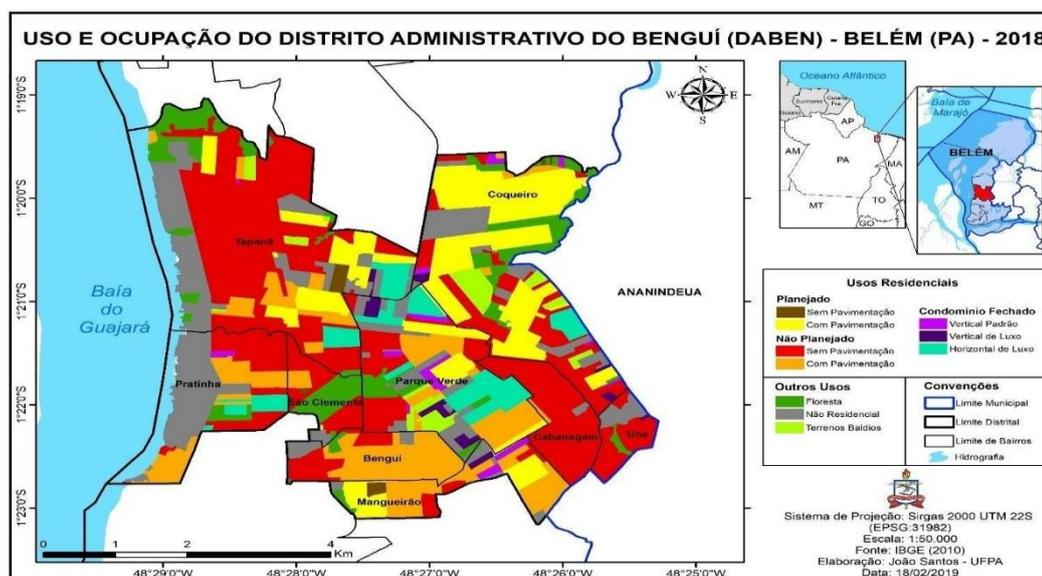 USO E OCUPAÇÃO DO DISTRITO ADMINISTRATIVO DO BENGUÍ (DABEN) - BELÉM (PA) - 2018
1°19'0"S
1°20'0"S
1°21'0"S
1°22'0"S
1°23'0"S
N
W
E
S
Coqueiro
Tapanã
ANANINDEUA
Baía
do
Guajará
Pratinha
São Clemente
Parque Verde
Cabanagem
Una
Bengui
Mangueirão
0 1 2 4
Km
48°29'0"W 48°28'0"W 48°27'0"W 48°26'0"W 48°25'0"W
Oceano Atlântico
Suriname
AP
AM
PA
MA
MT
TO
GO
Baía de
Marajó
BELÉM
Usos Residenciais
Planejado
Sem Pavimentação
Com Pavimentação
Não Planejado
Sem Pavimentação
Com Pavimentação
Condomínio Fechado
Vertical Padrão
Vertical de Luxo
Horizontal de Luxo
Outros Usos
Floresta
Não Residencial
Terrenos Baldios
Convenções
Limite Municipal
Limite Distrital
Limite de Bairros
Hidrografia
Sistema de Projeção: Sirgas 2000 UTM 22S
(EPSG:31982)
Escala: 1:50.000
Fonte: IBGE (2010)
Elaboração: João Santos - UFPA
Data: 18/02/2019